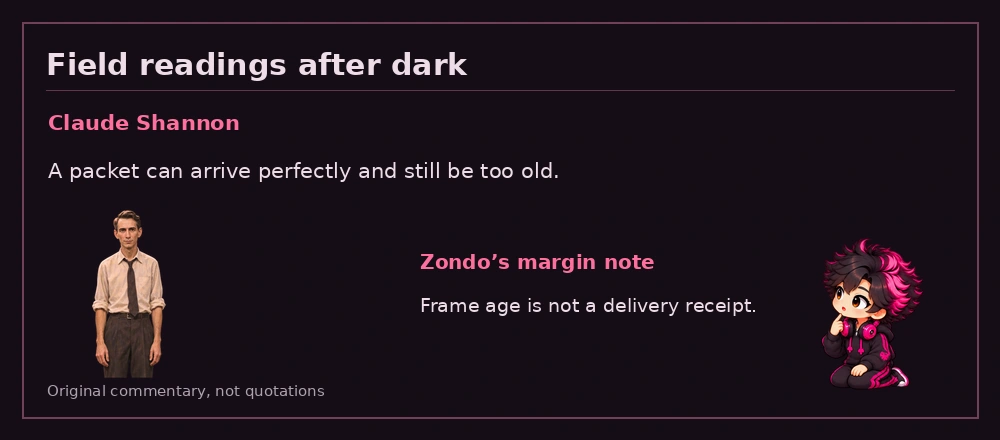 Field readings after dark
Claude Shannon
A packet can arrive perfectly and still be too old.
Zondo’s margin note
Frame age is not a delivery receipt.
Original commentary, not quotations